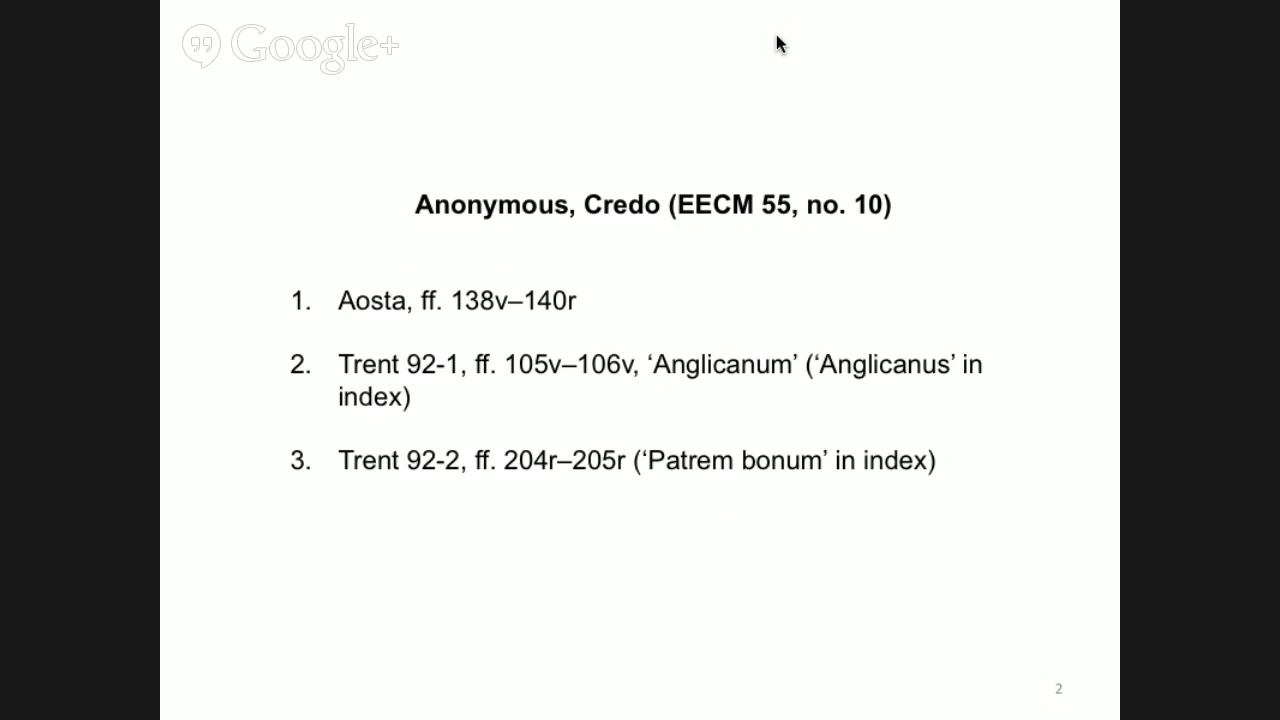 Google+
Anonymous, Credo (EECM 55, no. 10)
1. Aosta, ff. 138v–140r
2. Trent 92-1, ff. 105v–106v, ‘Anglicanum’ (‘Anglicanus’ in
index)
3. Trent 92-2, ff. 204r–205r (‘Patrem bonum’ in index)
2